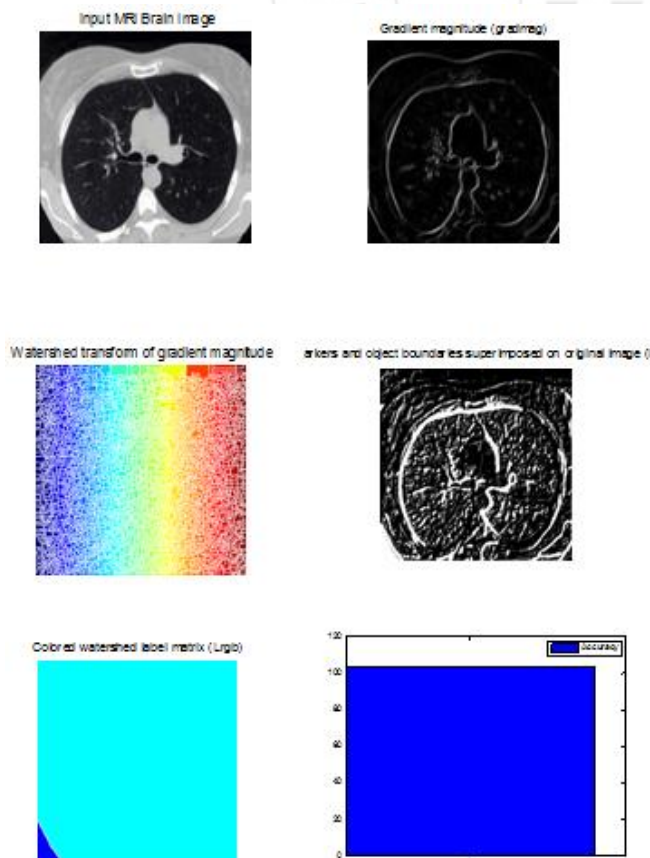 Input MRI Brain Image
Gradient magnitude (gradmag)
Watershed transform of gradient magnitude
arkers and object boundaries superimposed on original image (I
Colored watershed label matrix (Lrgb)
120
Accuracy
100
80
60
40
20
0